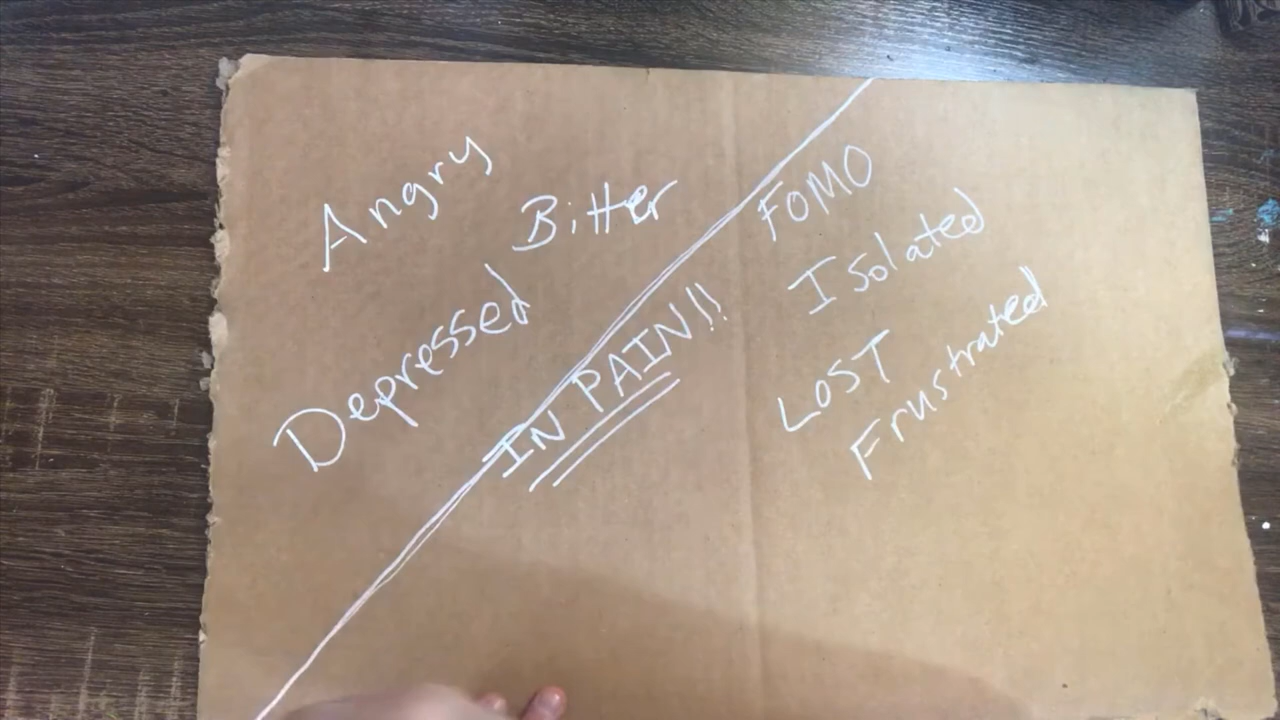 Angry
Bitter
Depressed
IN PAIN!!
FOMO
Isolated
LOST
Frustrated